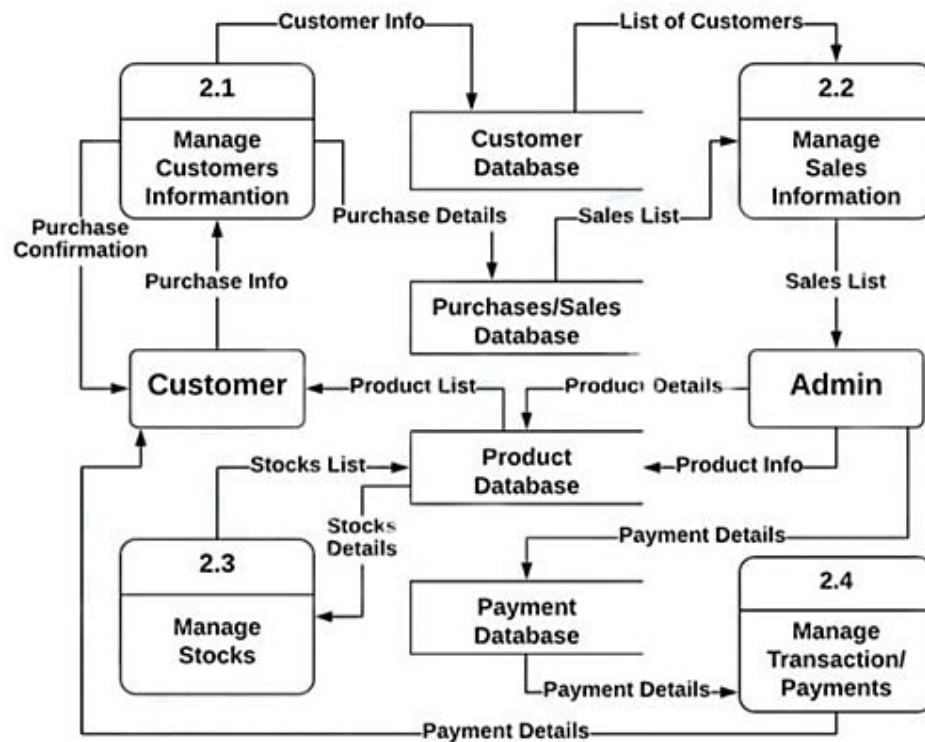 Customer Info
List of Customers
2.1
Manage
Customers
Informantion
Customer
Database
2.2
Manage
Sales
Information
Purchase
Confirmation
Purchase Details
Sales List
Purchase Info
Purchases/Sales
Database
Sales List
Customer
Product List
Product Details
Admin
Stocks List
Product
Database
Product Info
Stocks
Details
Payment Details
2.3
Manage
Stocks
Payment
Database
2.4
Manage
Transaction/
Payments
Payment Details
Payment Details